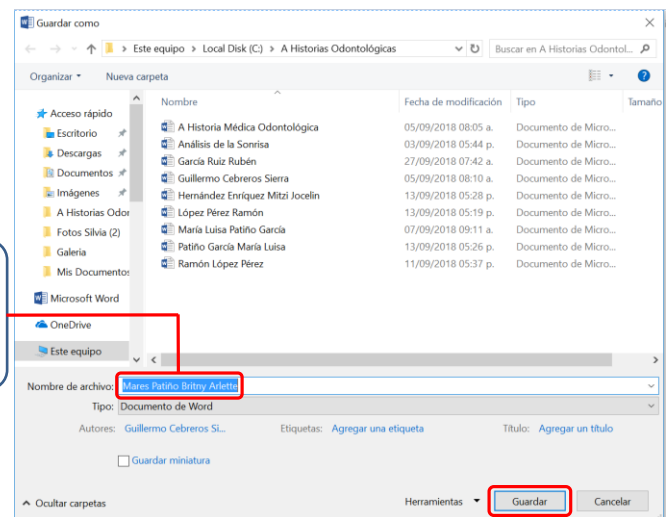 Guardar como
Este equipo > Local Disk (C:) > A Historias Odontológicas
Buscar en A Historias Odontol...
Organizar Nueva carpeta
Nombre Fecha de modificación Tipo Tamaño
Acceso rápido
Escritorio
Descargas
Documentos
Imágenes
A Historias Odor
Fotos Silvia (2)
Galeria
Mis Documentos
Microsoft Word
OneDrive
Este equipo
A Historia Médica Odontológica 05/09/2018 08:05 a. Documento de Micro...
Análisis de la Sonrisa 03/09/2018 05:44 p. Documento de Micro...
García Ruiz Rubén 27/09/2018 07:42 a. Documento de Micro...
Guillermo Cebreros Sierra 05/09/2018 08:10 a. Documento de Micro...
Hernández Enríquez Mitzi Jocelin 13/09/2018 05:28 p. Documento de Micro...
López Pérez Ramón 13/09/2018 05:19 p. Documento de Micro...
María Luisa Patiño García 07/09/2018 09:11 a. Documento de Micro...
Patiño García María Luisa 13/09/2018 05:26 p. Documento de Micro...
Ramón López Pérez 11/09/2018 05:37 p. Documento de Micro...
Nombre de archivo: Mares Patiño Britny Arlette
Tipo: Documento de Word
Autores: Guillermo Cebreros Si... Etiquetas: Agregar una etiqueta Título: Agregar un título
Guardar miniatura
Ocultar carpetas Herramientas Guardar Cancelar